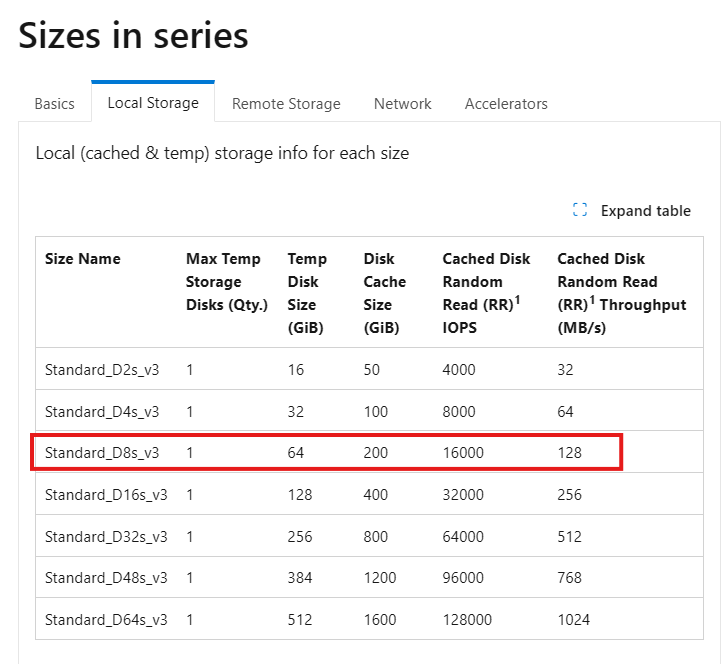 Sizes in series
Basics Local Storage Remote Storage Network Accelerators
Local (cached & temp) storage info for each size
Expand table
Size Name Max Temp Storage Disks (Qty.) Temp Disk Size (GiB) Disk Cache Size (GiB) Cached Disk Random Read (RR)1 IOPS Cached Disk Random Read (RR)1 Throughput (MB/s)
Standard_D2s_v3 1 16 50 4000 32
Standard_D4s_v3 1 32 100 8000 64
Standard_D8s_v3 1 64 200 16000 128
Standard_D16s_v3 1 128 400 32000 256
Standard_D32s_v3 1 256 800 64000 512
Standard_D48s_v3 1 384 1200 96000 768
Standard_D64s_v3 1 512 1600 128000 1024